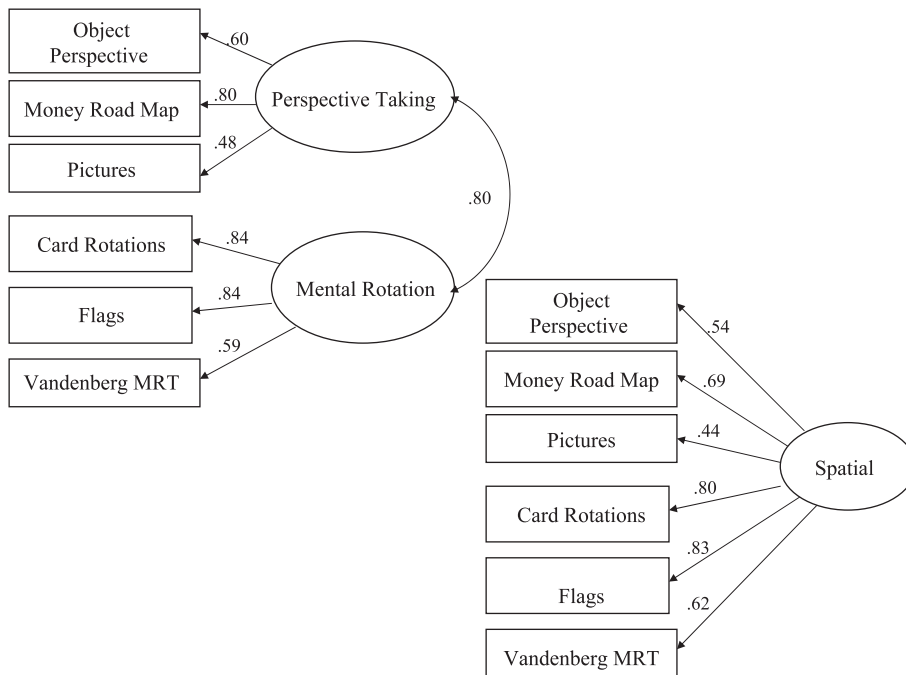 Object
Perspective
.60
Money Road Map
.80
Perspective Taking
Pictures
.48
.80
Card Rotations
.84
Mental Rotation
Flags
.84
Vandenberg MRT
.59
Object
Perspective
.54
Money Road Map
.69
Pictures
.44
Spatial
Card Rotations
.80
Flags
.83
Vandenberg MRT
.62